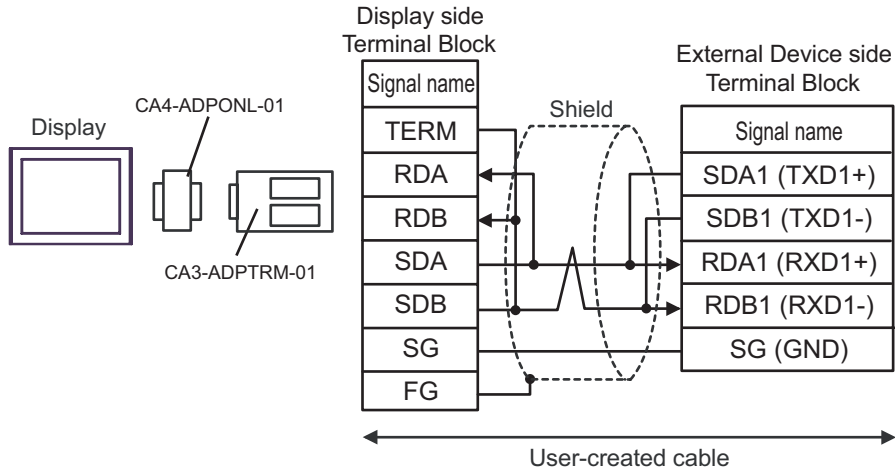 Display side
Terminal Block
External Device side
Terminal Block
CA4-ADPONL-01
Display
CA3-ADPTRM-01
Signal name
TERM
RDA
RDB
SDA
SDB
SG
FG
Shield
Signal name
SDA1 (TXD1+)
SDB1 (TXD1-)
RDA1 (RXD1+)
RDB1 (RXD1-)
SG (GND)
User-created cable